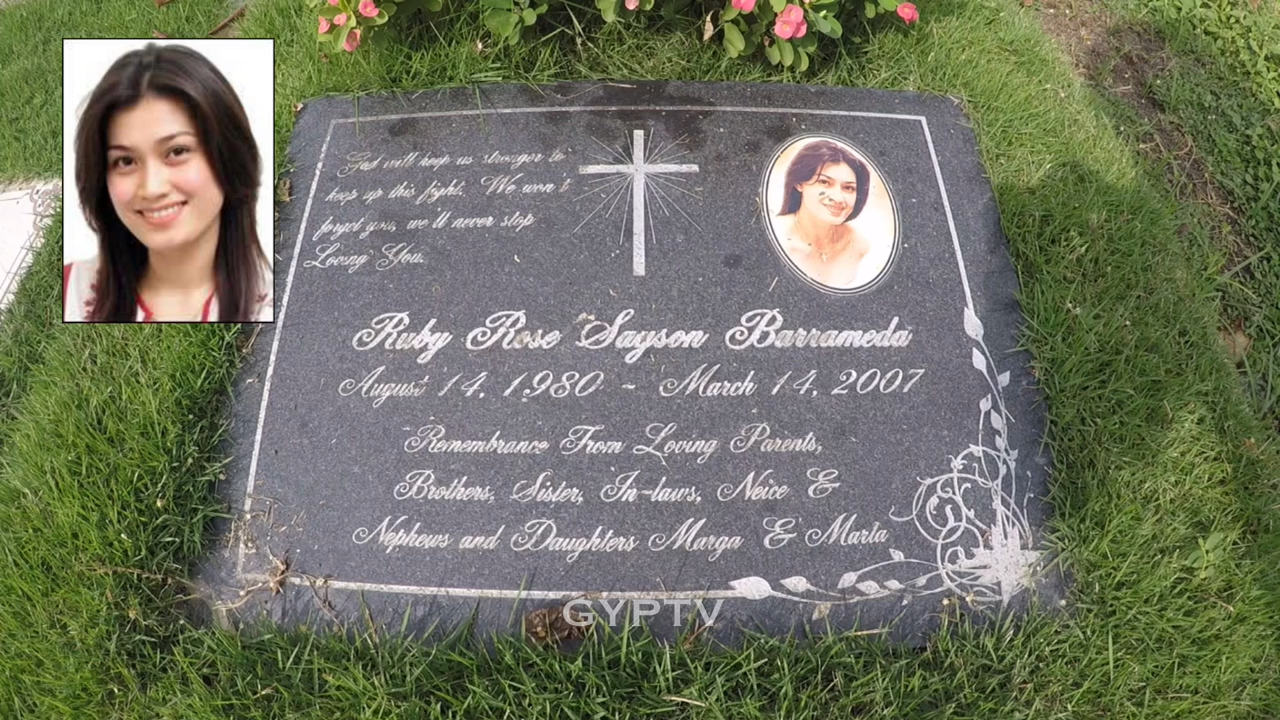 God will keep us stronger to
keep up this fight. We won't
forget you, we'll never stop
Loving You.
Ruby Rose Sayson Barrameda
August 14, 1980 - March 14, 2007
Remembrance From Loving Parents,
Brothers, Sister, In-laws, Neice &
Nephews and Daughters Marga & Marta
GYPTV